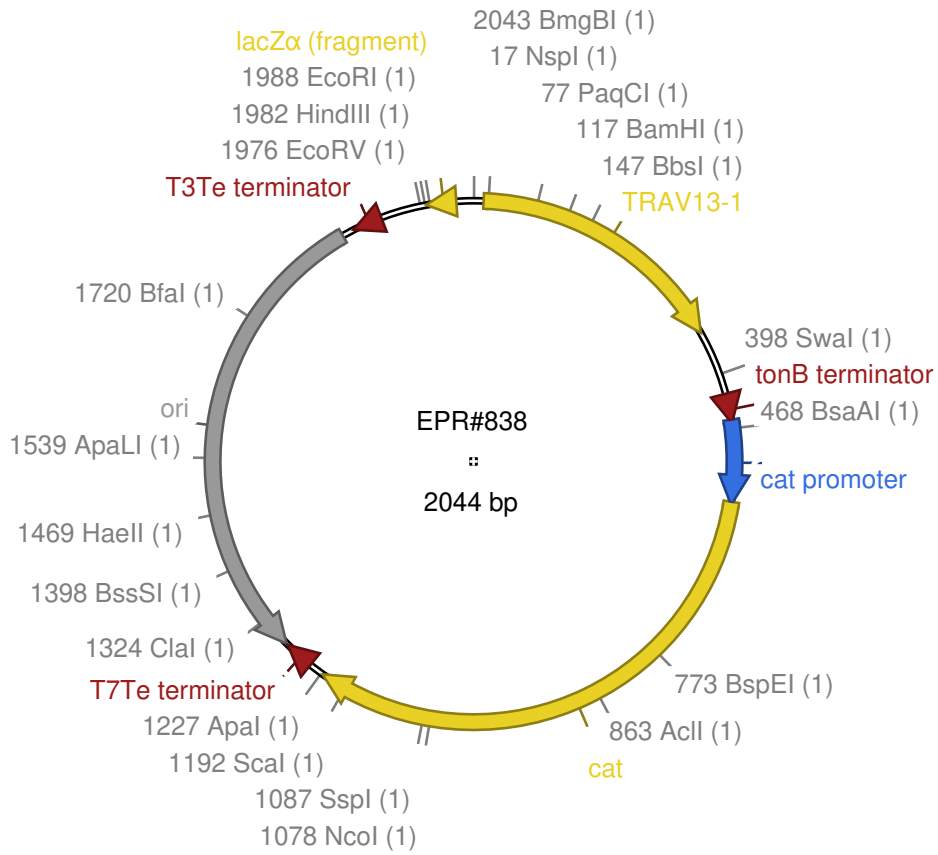 2043 BmgBI (1)
17 NspI (1)
77 PaqCI (1)
117 BamHI (1)
147 BbsI (1)
TRAV13-1
398 SwaI (1)
tonB terminator
468 BsaAI (1)
cat promoter
773 BspEI (1)
863 AclI (1)
cat
1078 NcoI (1)
1087 SspI (1)
1192 ScaI (1)
1227 ApaI (1)
T7Te terminator
1324 ClaI (1)
1398 BssSI (1)
1469 HaeII (1)
1539 ApaLI (1)
ori
1720 BfaI (1)
T3Te terminator
1976 EcoRV (1)
1982 HindIII (1)
1988 EcoRI (1)
lacZα (fragment)
EPR#838
2044 bp